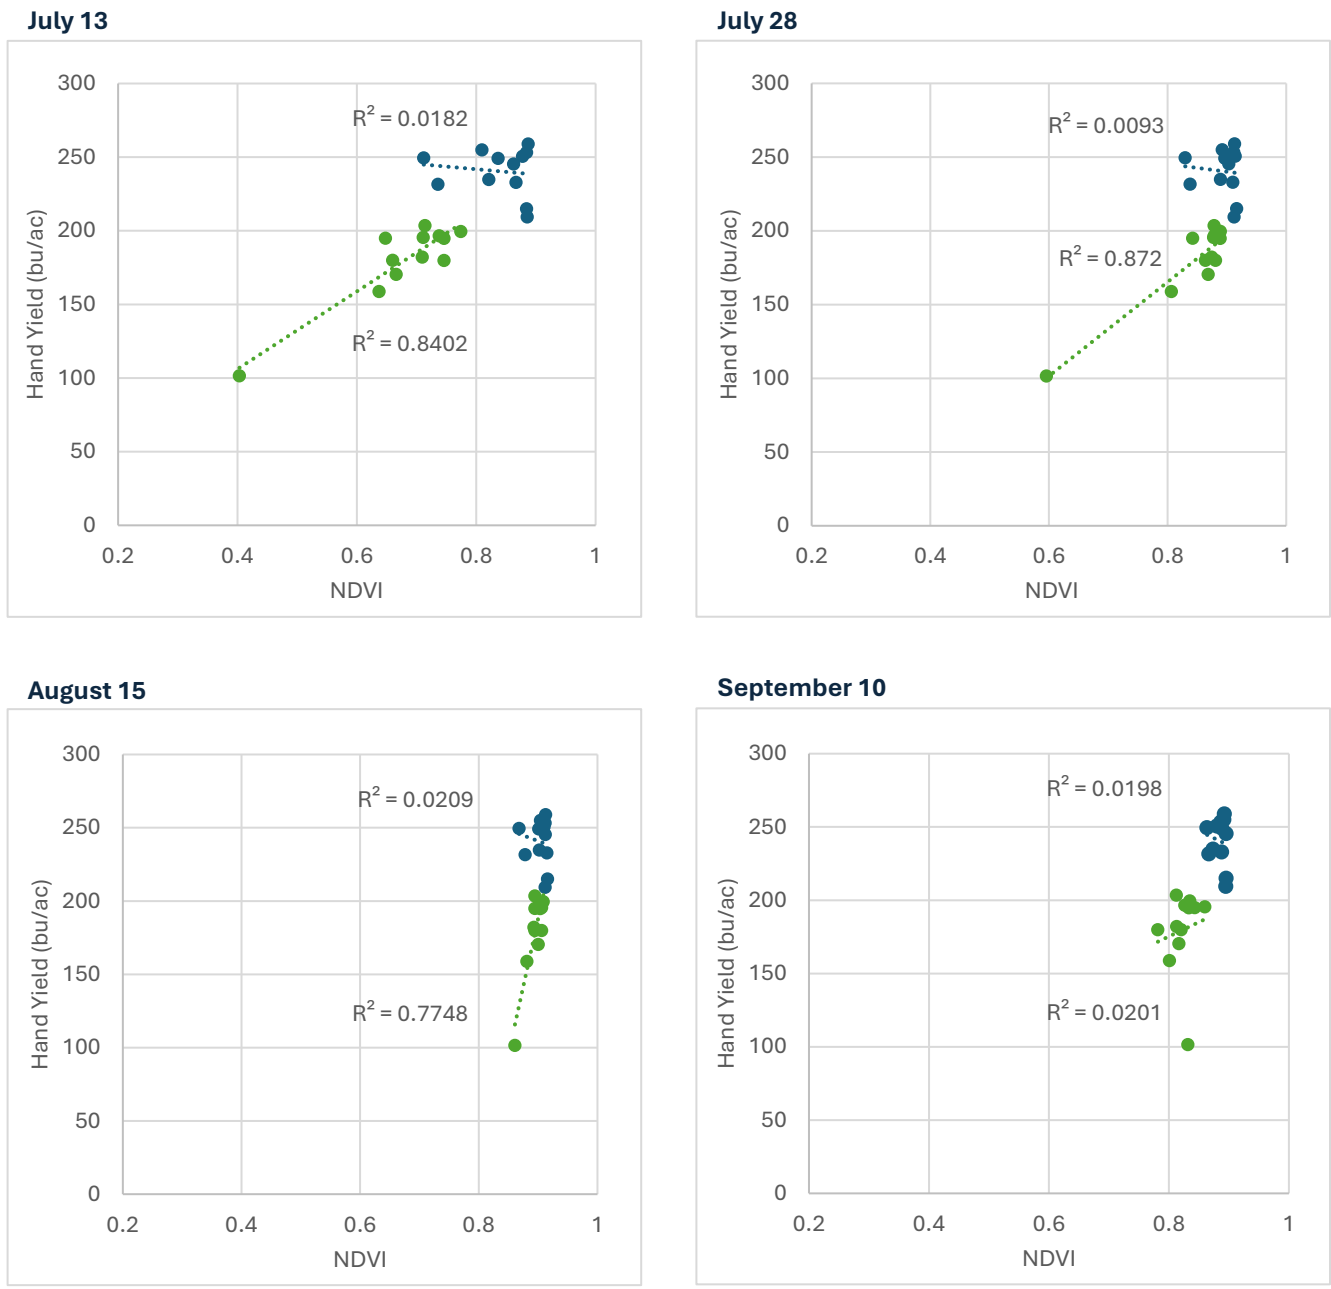 July 13
300
250
200
150
100
50
0
0.2 0.4 0.6 0.8 1
Hand Yield (bu/ac)
NDVI
R² = 0.0182
R² = 0.8402
July 28
300
250
200
150
100
50
0
0.2 0.4 0.6 0.8 1
Hand Yield (bu/ac)
NDVI
R² = 0.0093
R² = 0.872
August 15
300
250
200
150
100
50
0
0.2 0.4 0.6 0.8 1
Hand Yield (bu/ac)
NDVI
R² = 0.0209
R² = 0.7748
September 10
300
250
200
150
100
50
0
0.2 0.4 0.6 0.8 1
Hand Yield (bu/ac)
NDVI
R² = 0.0198
R² = 0.0201